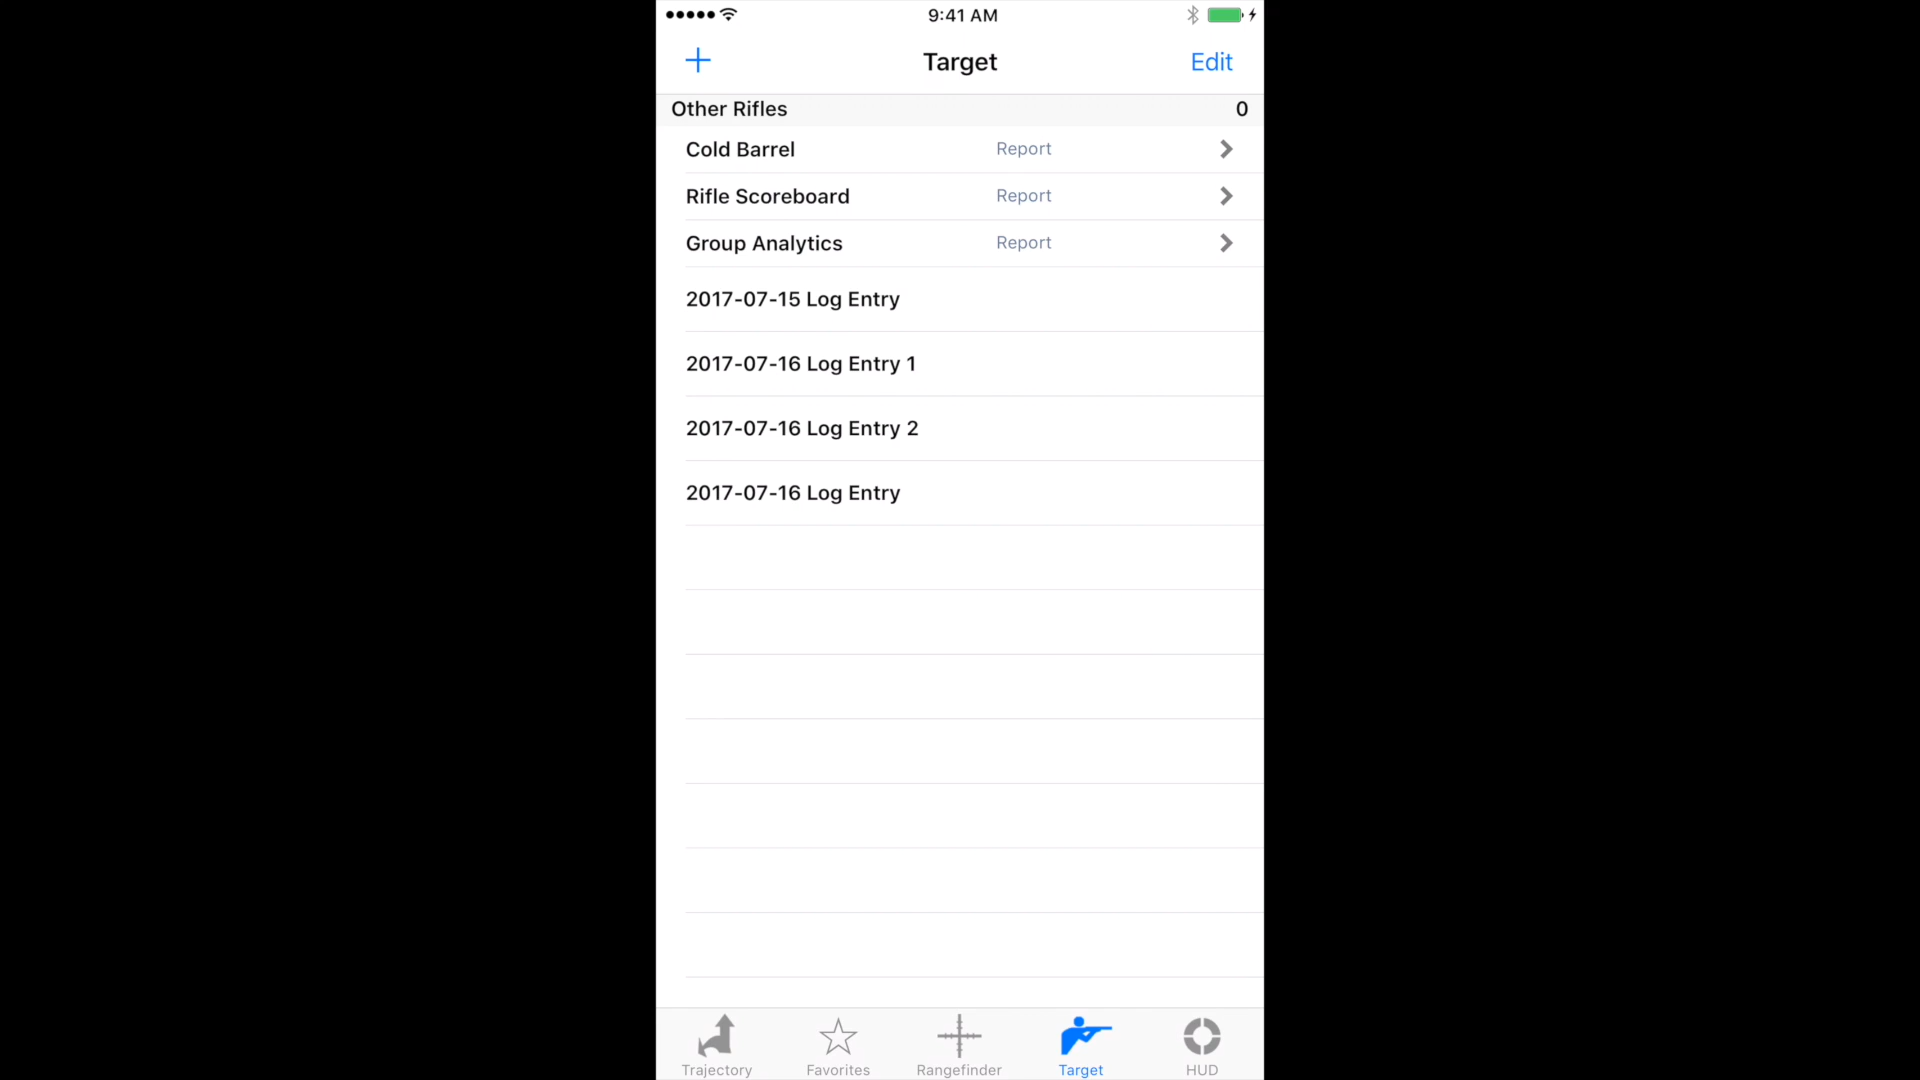 9:41 AM
Target
Edit
Other Rifles 0
Cold Barrel Report
Rifle Scoreboard Report
Group Analytics Report
2017-07-15 Log Entry
2017-07-16 Log Entry 1
2017-07-16 Log Entry 2
2017-07-16 Log Entry
Trajectory
Favorites
Rangefinder
Target
HUD